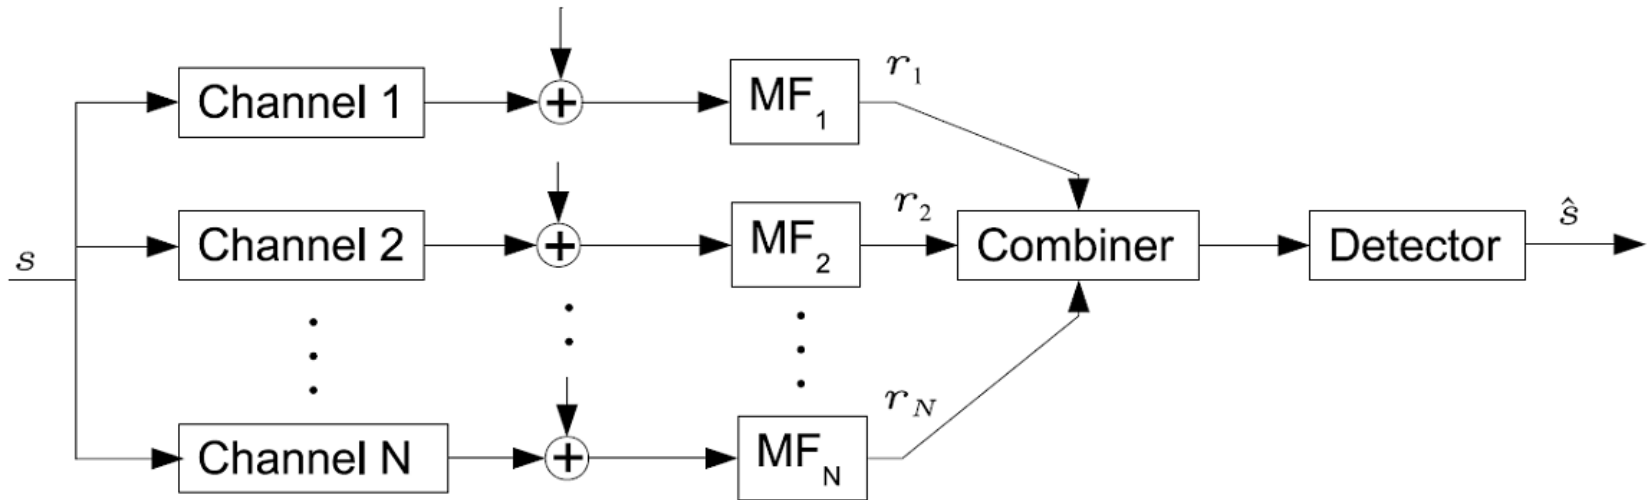 Channel 1 + MF1 r1
s Channel 2 + MF2 r2 Combiner Detector ŝ
Channel N + MFN rN